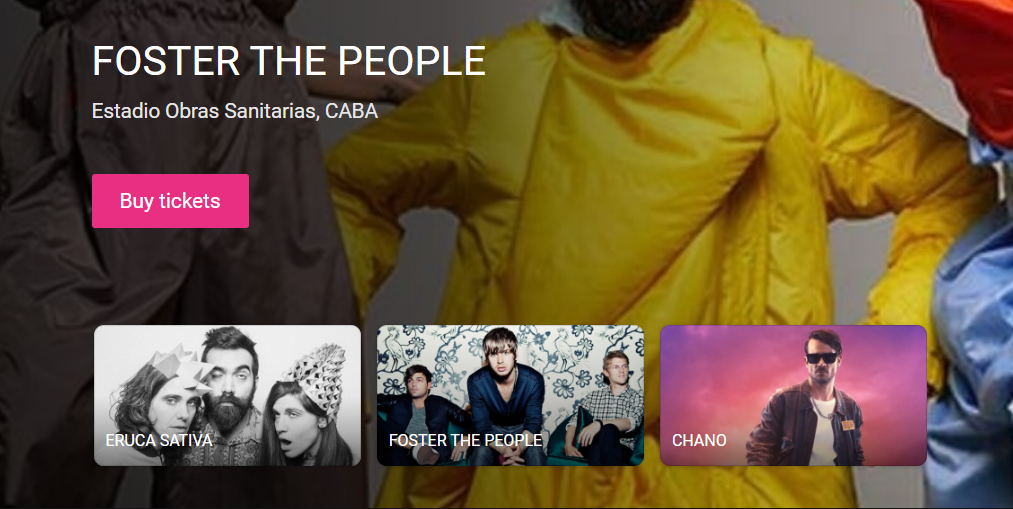 FOSTER THE PEOPLE
Estadio Obras Sanitarias, CABA
Buy tickets
ERUCA SATIVA
FOSTER THE PEOPLE
CHANO